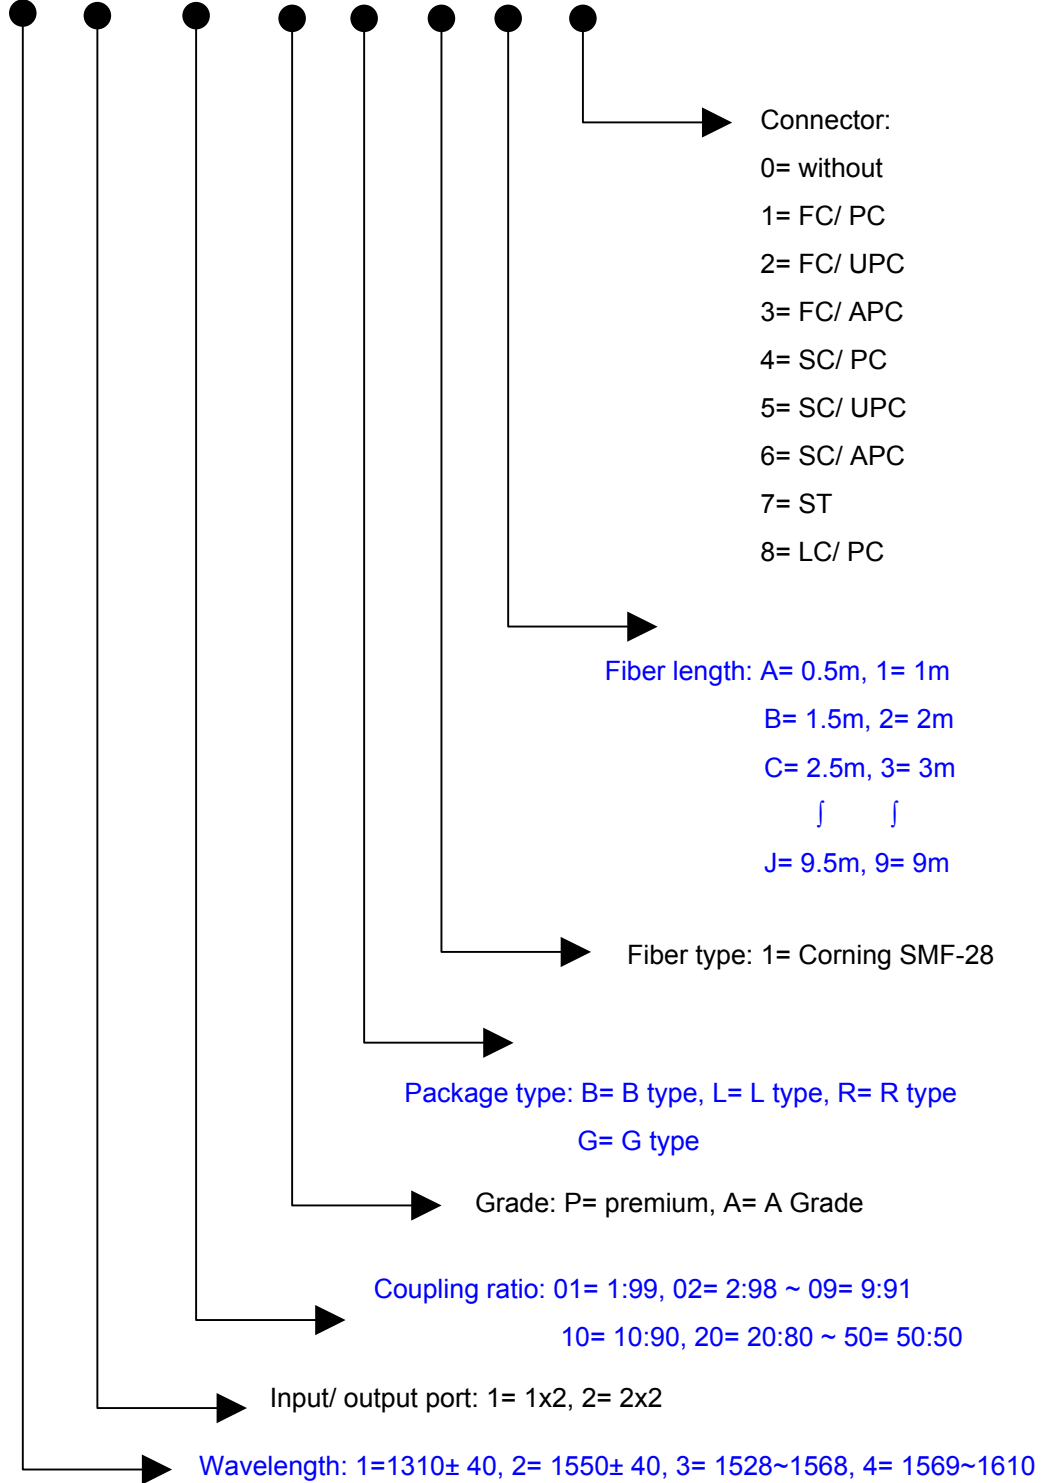 Connector:
0= without
1= FC/ PC
2= FC/ UPC
3= FC/ APC
4= SC/ PC
5= SC/ UPC
6= SC/ APC
7= ST
8= LC/ PC
Fiber length: A= 0.5m, 1= 1m
B= 1.5m, 2= 2m
C= 2.5m, 3= 3m
∫ ∫
J= 9.5m, 9= 9m
Fiber type: 1= Corning SMF-28
Package type: B= B type, L= L type, R= R type
G= G type
Grade: P= premium, A= A Grade
Coupling ratio: 01= 1:99, 02= 2:98 ~ 09= 9:91
10= 10:90, 20= 20:80 ~ 50= 50:50
Input/ output port: 1= 1x2, 2= 2x2
Wavelength: 1=1310± 40, 2= 1550± 40, 3= 1528~1568, 4= 1569~1610